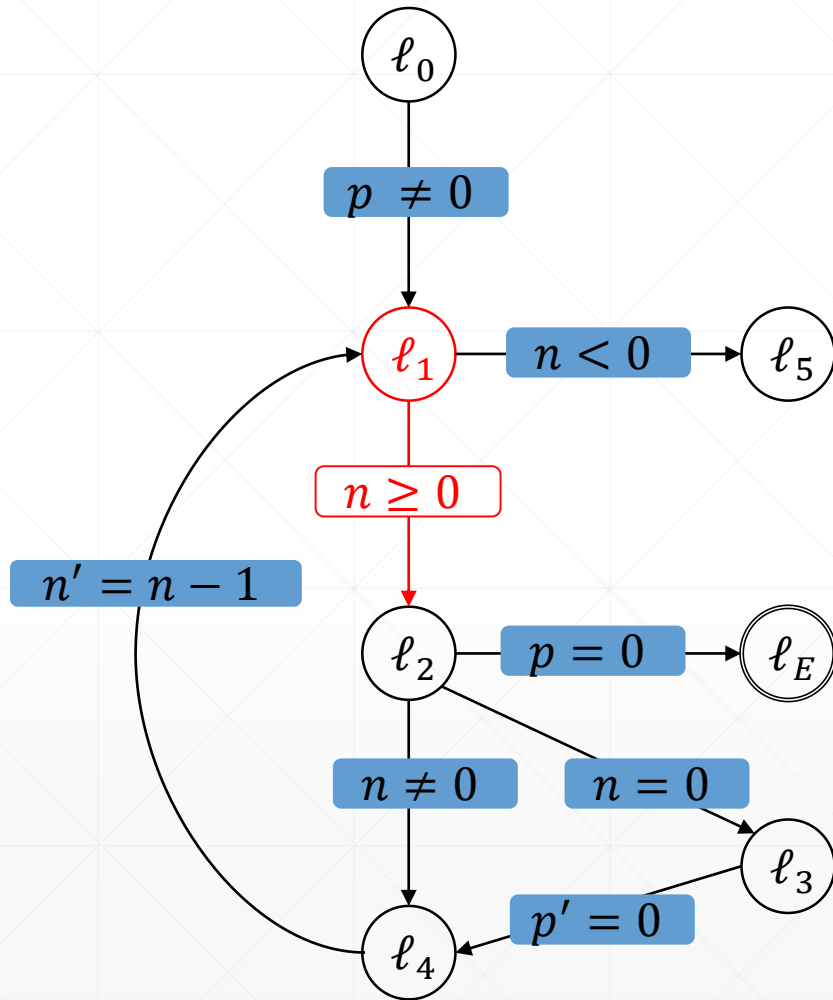 ℓ0
p ≠ 0
ℓ1
n < 0
ℓ5
n ≥ 0
n′ = n − 1
ℓ2
p = 0
ℓE
n ≠ 0
n = 0
ℓ3
p′ = 0
ℓ4